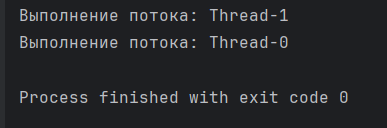 Выполнение потока: Thread-1
Выполнение потока: Thread-0
Process finished with exit code 0